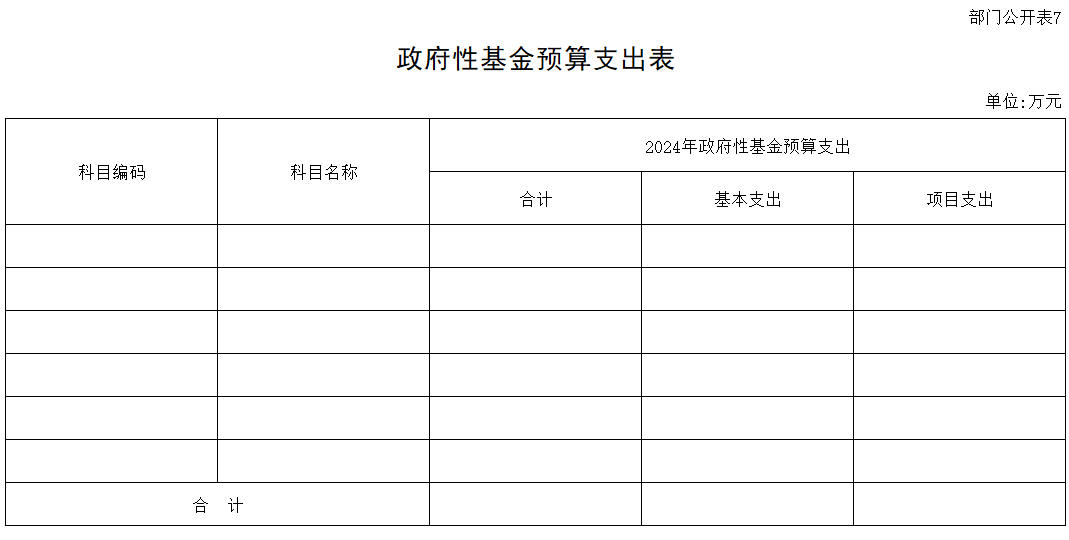 部门公开表7
政府性基金预算支出表
单位:万元
科目编码 科目名称 2024年政府性基金预算支出
合计 基本支出 项目支出
合 计